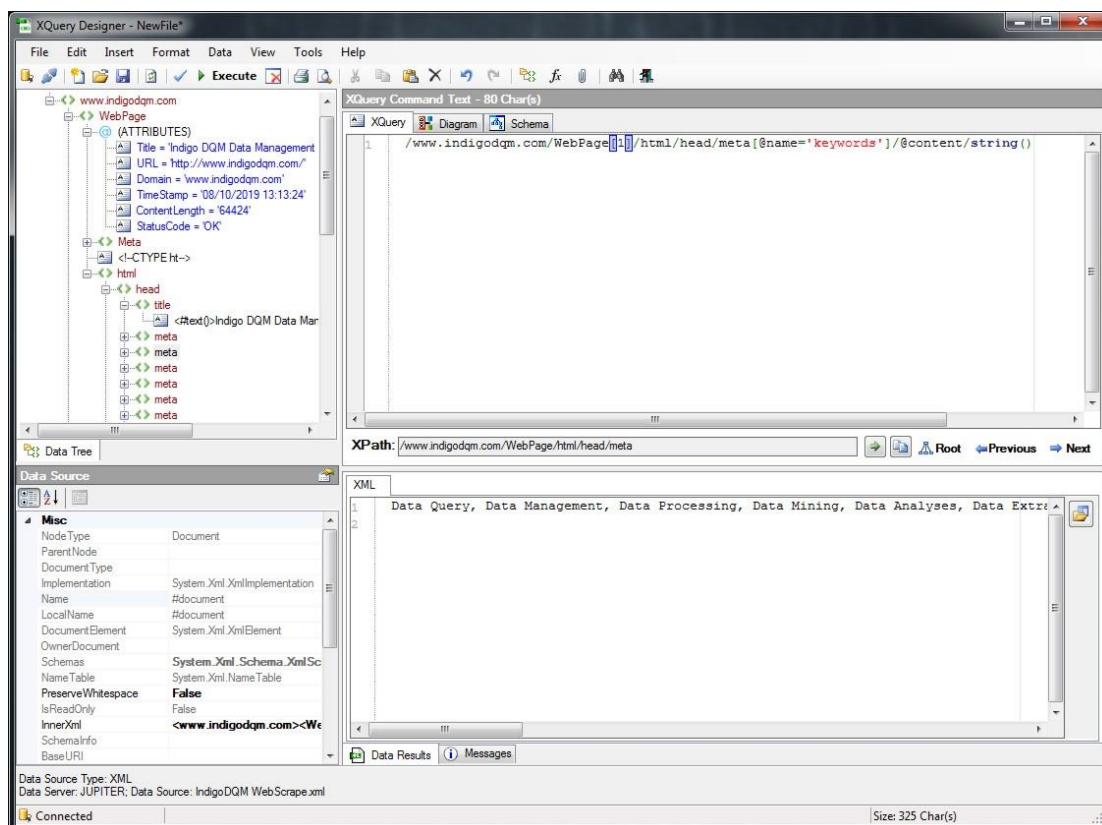 XQuery Designer - NewFile*
File Edit Insert Format Data View Tools Help
Execute
www.indigodqm.com
WebPage
(ATTRIBUTES)
Title = 'Indigo DQM Data Management
URL = 'http://www.indigodqm.com/'
Domain = 'www.indigodqm.com'
TimeStamp = '08/10/2019 13:13:24'
ContentLength = '64424'
StatusCode = 'OK'
Meta
<!-CTYPE ht-->
html
head
title
<#text()>Indigo DQM Data Mar
meta
meta
meta
meta
meta
meta
Data Tree
XQuery Command Text - 80 Char(s)
XQuery Diagram Schema
1 /www.indigodqm.com/WebPage[1]/html/head/meta[@name='keywords']/@content/string()
XPath: /www.indigodqm.com/WebPage/html/head/meta Root Previous Next
Data Source
Misc
NodeType Document
ParentNode
DocumentType
Implementation System.Xml.XmlImplementation
Name #document
LocalName #document
DocumentElement System.Xml.XmlElement
OwnerDocument
Schemas System.Xml.Schema.XmlSc
NameTable System.Xml.NameTable
PreserveWhitespace False
IsReadOnly False
InnerXml <www.indigodqm.com><We
SchemaInfo
BaseURI
XML
1 Data Query, Data Management, Data Processing, Data Mining, Data Analyses, Data Extra
2
Data Results Messages
Data Source Type: XML
Data Server: JUPITER; Data Source: IndigoDQM WebScrape.xml
Connected Size: 325 Char(s)